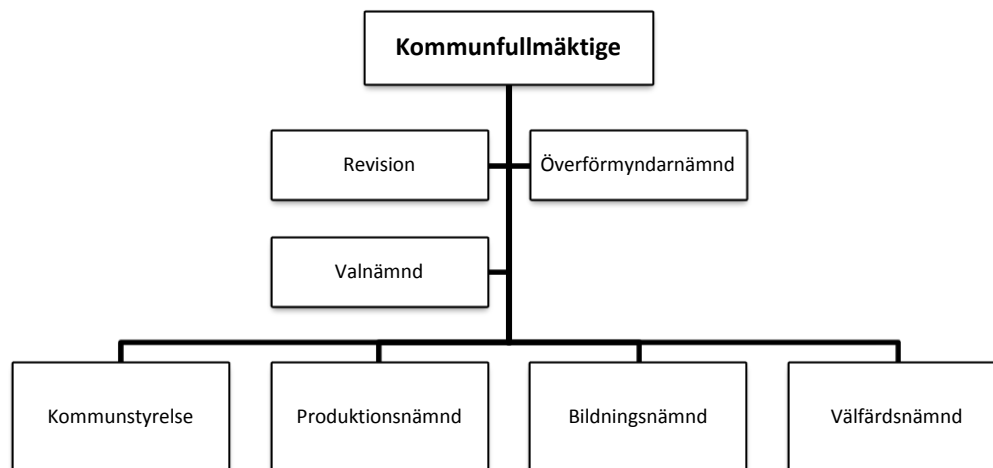 Kommunfullmäktige
Revision
Överförmyndarnämnd
Valnämnd
Kommunstyrelse
Produktionsnämnd
Bildningsnämnd
Välfärdsnämnd